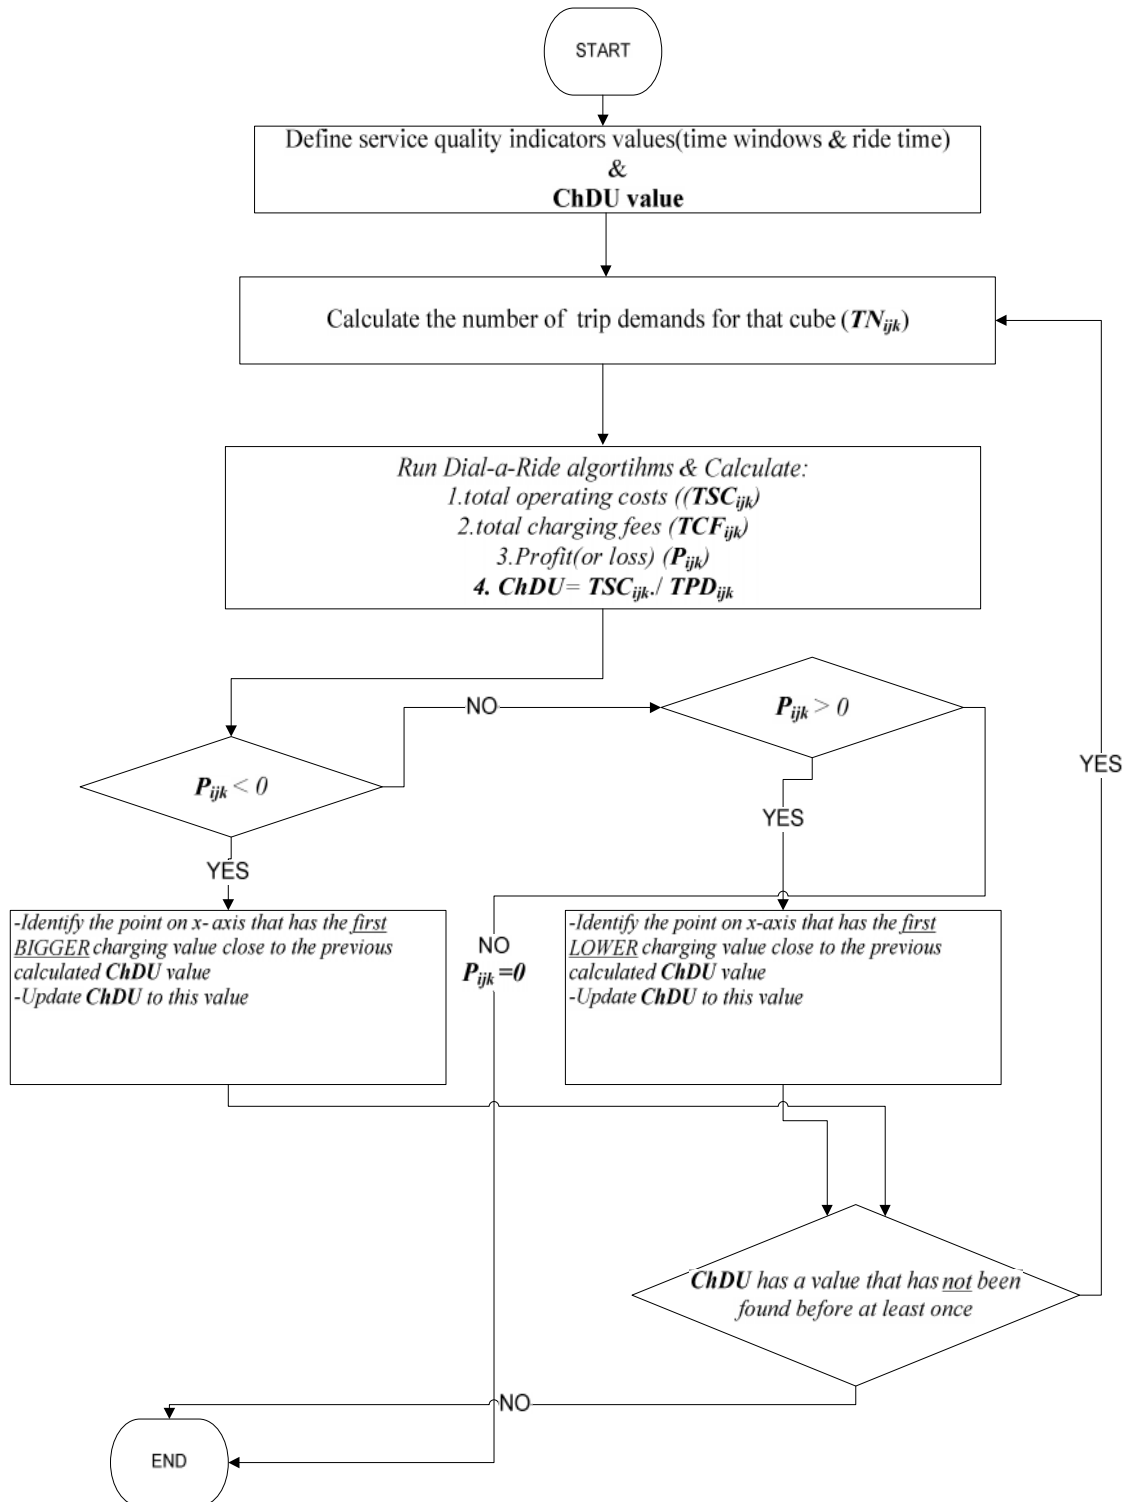 START
Define service quality indicators values(time windows & ride time)
&
ChDU value
Calculate the number of trip demands for that cube (TNijk)
Run Dial-a-Ride algortihms & Calculate:
1.total operating costs ((TSCijk)
2.total charging fees (TCFijk)
3.Profit(or loss) (Pijk)
4. ChDU= TSCijk./ TPDijk
NO
Pijk > 0
Pijk < 0
YES
YES
YES
-Identify the point on x- axis that has the first
BIGGER charging value close to the previous
calculated ChDU value
-Update ChDU to this value
NO
Pijk =0
-Identify the point on x-axis that has the first
LOWER charging value close to the previous
calculated ChDU value
-Update ChDU to this value
ChDU has a value that has not been
found before at least once
NO
END